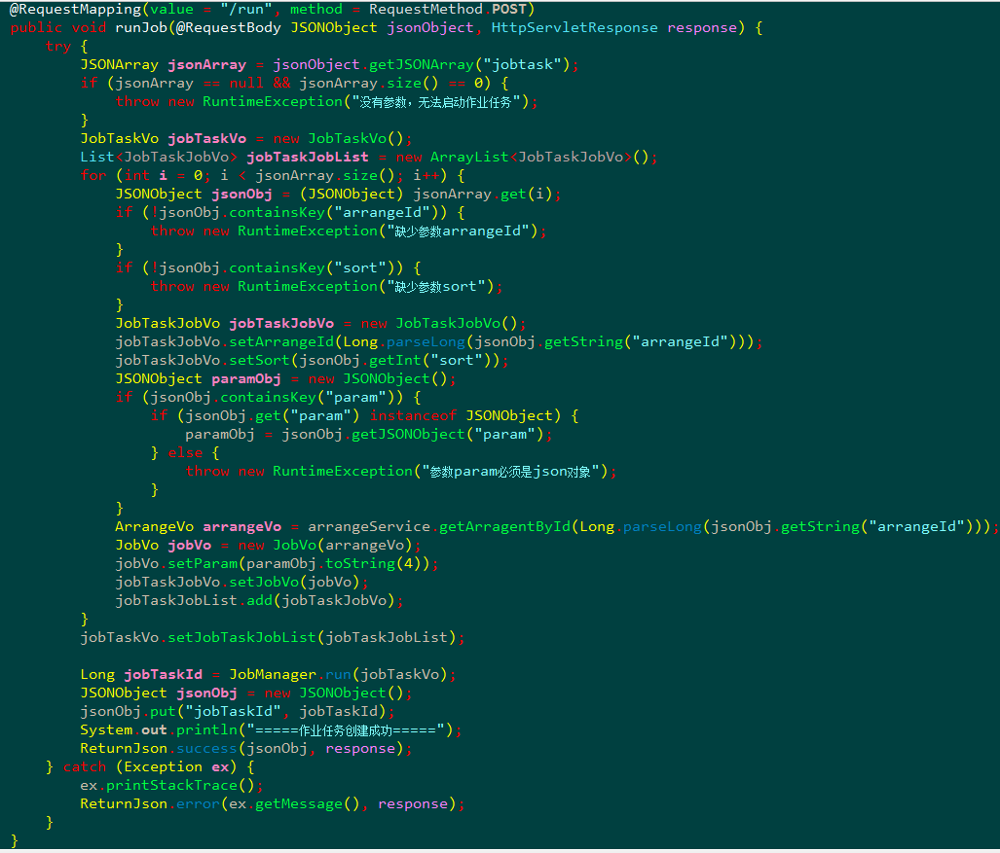 @RequestMapping(value = "/run", method = RequestMethod.POST)
public void runJob(@RequestBody JSONObject jsonObject, HttpServletResponse response) {
    try {
        JSONArray jsonArray = jsonObject.getJSONArray("jobtask");
        if (jsonArray == null && jsonArray.size() == 0) {
            throw new RuntimeException("没有参数，无法启动作业任务");
        }
        JobTaskVo jobTaskVo = new JobTaskVo();
        List<JobTaskJobVo> jobTaskJobList = new ArrayList<JobTaskJobVo>();
        for (int i = 0; i < jsonArray.size(); i++) {
            JSONObject jsonObj = (JSONObject) jsonArray.get(i);
            if (!jsonObj.containsKey("arrangeId")) {
                throw new RuntimeException("缺少参数arrangeId");
            }
            if (!jsonObj.containsKey("sort")) {
                throw new RuntimeException("缺少参数sort");
            }
            JobTaskJobVo jobTaskJobVo = new JobTaskJobVo();
            jobTaskJobVo.setArrangeId(Long.parseLong(jsonObj.getString("arrangeId")));
            jobTaskJobVo.setSort(jsonObj.getInt("sort"));
            JSONObject paramObj = new JSONObject();
            if (jsonObj.containsKey("param")) {
                if (jsonObj.get("param") instanceof JSONObject) {
                    paramObj = jsonObj.getJSONObject("param");
                } else {
                    throw new RuntimeException("参数param必须是json对象");
                }
            }
            ArrangeVo arrangeVo = arrangeService.getArragentById(Long.parseLong(jsonObj.getString("arrangeId")));
            JobVo jobVo = new JobVo(arrangeVo);
            jobVo.setParam(paramObj.toString(4));
            jobTaskJobVo.setJobVo(jobVo);
            jobTaskJobList.add(jobTaskJobVo);
        }
        jobTaskVo.setJobTaskJobList(jobTaskJobList);

        Long jobTaskId = JobManager.run(jobTaskVo);
        JSONObject jsonObj = new JSONObject();
        jsonObj.put("jobTaskId", jobTaskId);
        System.out.println("=====作业任务创建成功=====");
        ReturnJson.success(jsonObj, response);
    } catch (Exception ex) {
        ex.printStackTrace();
        ReturnJson.error(ex.getMessage(), response);
    }
}